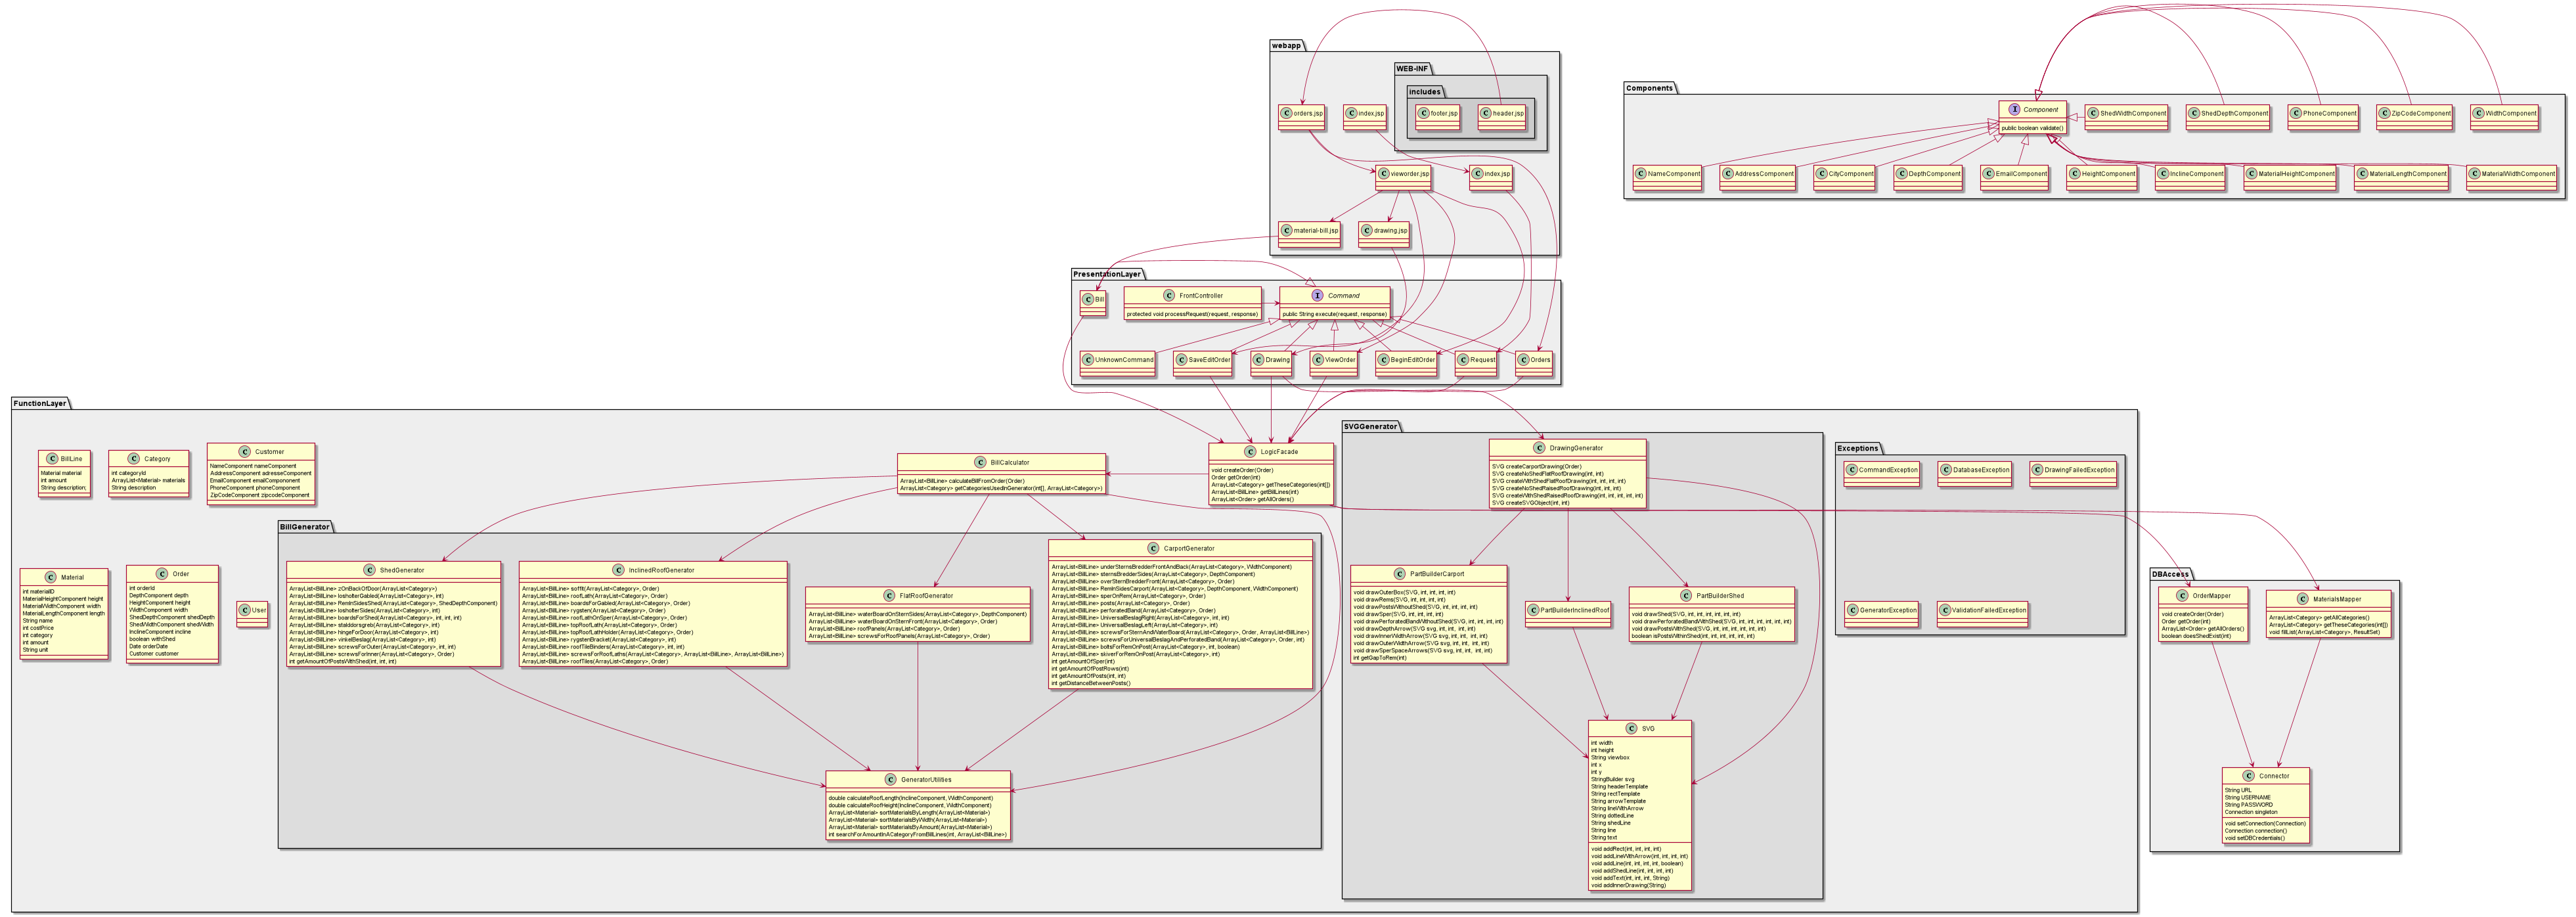 webapp
WEB-INF
includes
orders.jsp
index.jsp
footer.jsp
header.jsp
vieworder.jsp
index.jsp
material-bill.jsp
drawing.jsp
Components
Component
public boolean validate()
ShedWidthComponent
ShedDepthComponent
PhoneComponent
ZipCodeComponent
WidthComponent
NameComponent
AddressComponent
CityComponent
DepthComponent
EmailComponent
HeightComponent
InclineComponent
MaterialHeightComponent
MaterialLengthComponent
MaterialWidthComponent
PresentationLayer
Bill
FrontController
protected void processRequest(request, response)
Command
public String execute(request, response)
UnknownCommand
SaveEditOrder
Drawing
ViewOrder
BeginEditOrder
Request
Orders
FunctionLayer
BillLine
Material material
int amount
String description;
Category
int categoryId
ArrayList<Material> materials
String description
Customer
NameComponent nameComponent
AddressComponent adresseComponent
EmailComponent emailComponent
PhoneComponent phoneComponent
ZipCodeComponent zipcodeComponent
Material
int materialID
MaterialHeightComponent height
MaterialWidthComponent width
MaterialLengthComponent length
String name
int costPrice
int category
int amount
String unit
Order
int orderId
DepthComponent depth
HeightComponent height
WidthComponent width
ShedDepthComponent shedDepth
ShedWidthComponent shedWidth
InclineComponent incline
boolean withShed
Date orderDate
Customer customer
User
BillCalculator
ArrayList<BillLine> calculateBillFromOrder(Order)
ArrayList<Category> getCategoriesUsedInGenerator(int[], ArrayList<Category>)
LogicFacade
void createOrder(Order)
Order getOrder(int)
ArrayList<Category> getTheseCategories(int[])
ArrayList<BillLine> getBillLines(int)
ArrayList<Order> getAllOrders()
BillGenerator
ShedGenerator
ArrayList<BillLine> zOnBackOfDoor(ArrayList<Category>)
ArrayList<BillLine> losholterGabled(ArrayList<Category>, int)
ArrayList<BillLine> RemInSidesShed(ArrayList<Category>, ShedDepthComponent)
ArrayList<BillLine> losholterSides(ArrayList<Category>, int)
ArrayList<BillLine> boardsForShed(ArrayList<Category>, int, int, int)
ArrayList<BillLine> stalddorsgreb(ArrayList<Category>, int)
ArrayList<BillLine> hingeForDoor(ArrayList<Category>, int)
ArrayList<BillLine> vinkelBeslag(ArrayList<Category>, int)
ArrayList<BillLine> screwsForOuter(ArrayList<Category>, int, int)
ArrayList<BillLine> screwsForInner(ArrayList<Category>, Order)
int getAmountOfPostsWithShed(int, int, int)
InclinedRoofGenerator
ArrayList<BillLine> soffit(ArrayList<Category>, Order)
ArrayList<BillLine> roofLath(ArrayList<Category>, Order)
ArrayList<BillLine> boardsForGabled(ArrayList<Category>, Order)
ArrayList<BillLine> rygsten(ArrayList<Category>, Order)
ArrayList<BillLine> roofLathOnSper(ArrayList<Category>, Order)
ArrayList<BillLine> topRoofLath(ArrayList<Category>, Order)
ArrayList<BillLine> topRoofLathHolder(ArrayList<Category>, Order)
ArrayList<BillLine> roofTileBinders(ArrayList<Category>, int, int)
ArrayList<BillLine> rygstenBracket(ArrayList<Category>, int)
ArrayList<BillLine> screwsForRoofLaths(ArrayList<Category>, ArrayList<BillLine>, ArrayList<BillLine>)
ArrayList<BillLine> roofTiles(ArrayList<Category>, Order)
FlatRoofGenerator
ArrayList<BillLine> waterBoardOnSternSides(ArrayList<Category>, DepthComponent)
ArrayList<BillLine> waterBoardOnSternFront(ArrayList<Category>, Order)
ArrayList<BillLine> roofPanels(ArrayList<Category>, Order)
ArrayList<BillLine> screwsForRoofPanels(ArrayList<Category>, Order)
CarportGenerator
ArrayList<BillLine> underSternsBredderFrontAndBack(ArrayList<Category>, WidthComponent)
ArrayList<BillLine> sternsBredderSides(ArrayList<Category>, DepthComponent)
ArrayList<BillLine> overSternBredderFront(ArrayList<Category>, Order)
ArrayList<BillLine> RemInSidesCarport(ArrayList<Category>, DepthComponent, WidthComponent)
ArrayList<BillLine> sperOnRem(ArrayList<Category>, Order)
ArrayList<BillLine> posts(ArrayList<Category>, Order)
ArrayList<BillLine> perforatedBand(ArrayList<Category>, Order)
ArrayList<BillLine> UniversalBeslagRight(ArrayList<Category>, int, int)
ArrayList<BillLine> UniversalBeslagLeft(ArrayList<Category>, int)
ArrayList<BillLine> screwsForSternAndWaterBoard(ArrayList<Category>, Order, ArrayList<BillLine>)
ArrayList<BillLine> screwsForUniversalBeslagAndPerforatedBand(ArrayList<Category>, Order, int)
ArrayList<BillLine> boltsForRemOnPost(ArrayList<Category>, int, boolean)
ArrayList<BillLine> skiverForRemOnPost(ArrayList<Category>, int)
int getAmountOfSper(int)
int getAmountOfPostRows(int)
int getAmountOfPosts(int, int)
int getDistanceBetweenPosts()
GeneratorUtilities
double calculateRoofLength(InclineComponent, WidthComponent)
double calculateRoofHeight(InclineComponent, WidthComponent)
ArrayList<Material> sortMaterialsByLength(ArrayList<Material>)
ArrayList<Material> sortMaterialsByWidth(ArrayList<Material>)
ArrayList<Material> sortMaterialsByAmount(ArrayList<Material>)
int searchForAmountInACategoryFromBillLines(int, ArrayList<BillLine>)
SVGGenerator
DrawingGenerator
SVG createCarportDrawing(Order)
SVG createNoShedFlatRoofDrawing(int, int)
SVG createWithShedFlatRoofDrawing(int, int, int, int)
SVG createNoShedRaisedRoofDrawing(int, int, int)
SVG createWithShedRaisedRoofDrawing(int, int, int, int, int)
SVG createSVGObject(int, int)
PartBuilderCarport
void drawOuterBox(SVG, int, int, int, int)
void drawRems(SVG, int, int, int, int)
void drawPostsWithoutShed(SVG, int, int, int, int)
void drawSper(SVG, int, int, int, int)
void drawPerforatedBandWithoutShed(SVG, int, int, int, int)
void drawDepthArrow(SVG svg, int, int, int, int)
void drawInnerWidthArrow(SVG svg, int, int, int, int)
void drawOuterWidthArrow(SVG svg, int, int, int, int)
void drawSperSpaceArrows(SVG svg, int, int, int, int)
int getGapToRem(int)
PartBuilderInclinedRoof
PartBuilderShed
void drawShed(SVG, int, int, int, int, int, int)
void drawPerforatedBandWithShed(SVG, int, int, int, int, int, int)
void drawPostsWithShed(SVG, int, int, int, int, int, int)
boolean isPostsWithinShed(int, int, int, int, int, int)
SVG
int width
int height
String viewbox
int x
int y
StringBuilder svg
String headerTemplate
String rectTemplate
String arrowTemplate
String lineWithArrow
String dottedLine
String shedLine
String line
String text
void addRect(int, int, int, int)
void addLineWithArrow(int, int, int, int)
void addLine(int, int, int, int, boolean)
void addShedLine(int, int, int, int)
void addText(int, int, int, String)
void addInnerDrawing(String)
Exceptions
CommandException
DatabaseException
DrawingFailedException
GeneratorException
ValidationFailedException
DBAccess
OrderMapper
void createOrder(Order)
Order getOrder(int)
ArrayList<Order> getAllOrders()
boolean doesShedExist(int)
MaterialsMapper
ArrayList<Category> getAllCategories()
ArrayList<Category> getTheseCategories(int[])
void fillList(ArrayList<Category>, ResultSet)
Connector
String URL
String USERNAME
String PASSWORD
Connection singleton
void setConnection(Connection)
Connection connection()
void setDBCredentials()